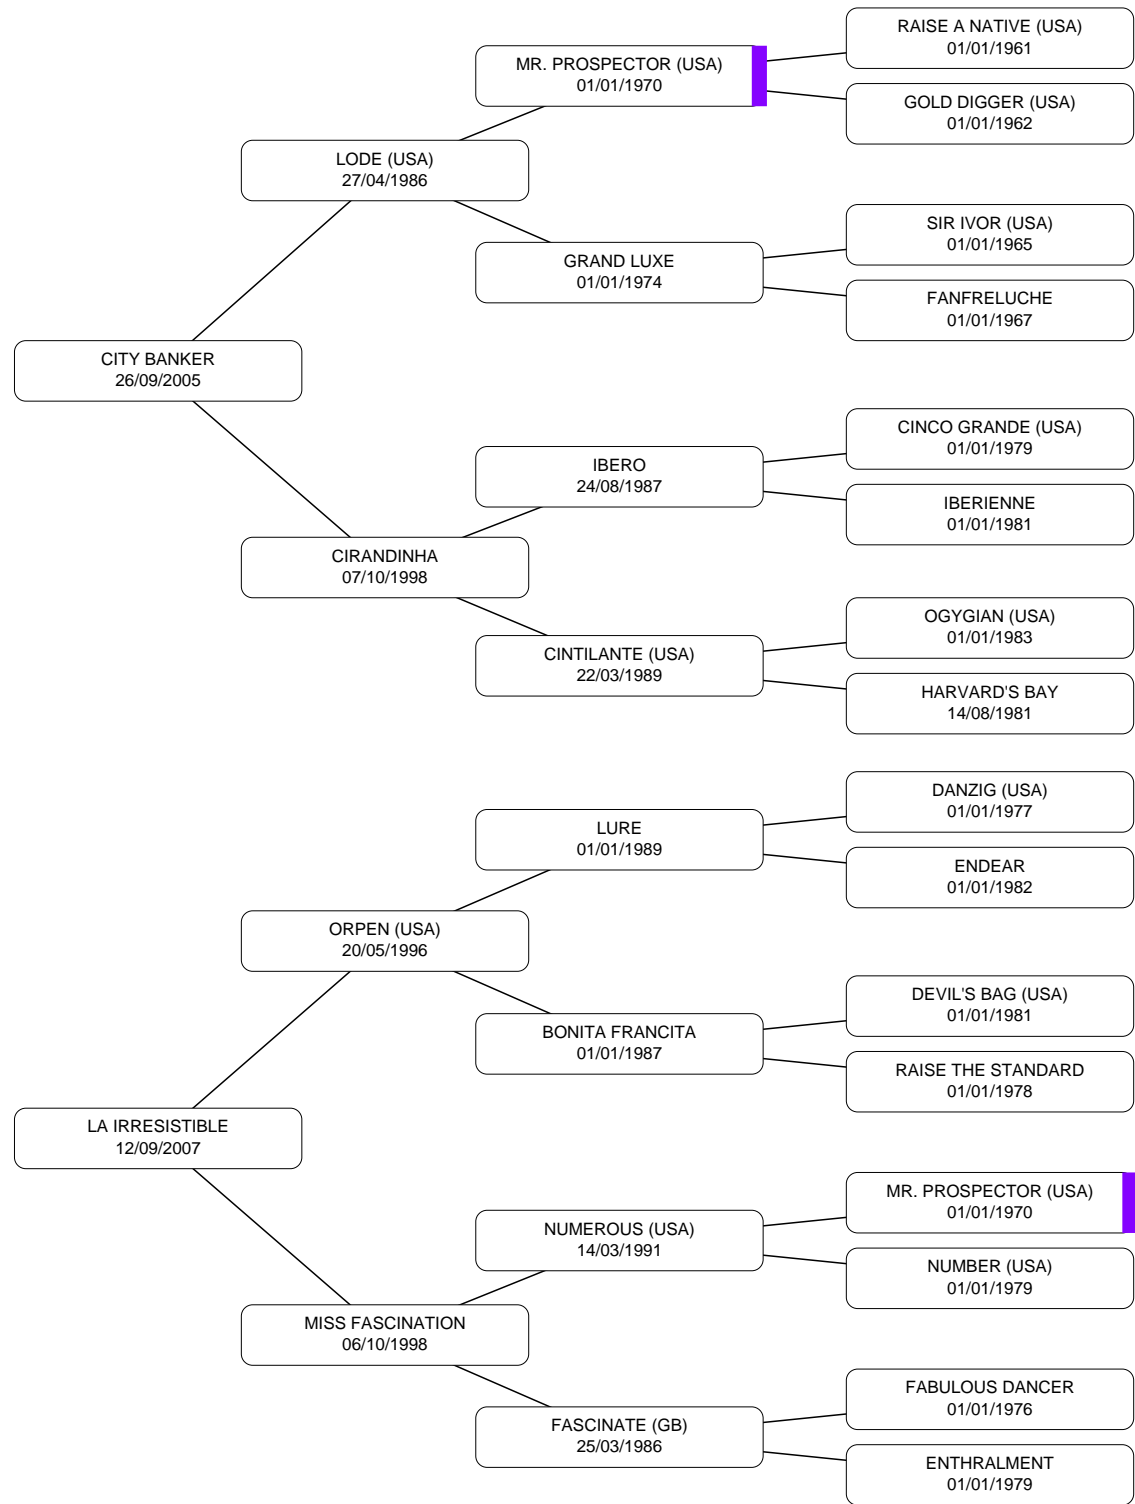 RAISE A NATIVE (USA)
01/01/1961
MR. PROSPECTOR (USA)
01/01/1970
GOLD DIGGER (USA)
01/01/1962
LODE (USA)
27/04/1986
SIR IVOR (USA)
01/01/1965
GRAND LUXE
01/01/1974
FANFRELUCHE
01/01/1967
CITY BANKER
26/09/2005
CINCO GRANDE (USA)
01/01/1979
IBERO
24/08/1987
IBERIENNE
01/01/1981
CIRANDINHA
07/10/1998
OGYGIAN (USA)
01/01/1983
CINTILANTE (USA)
22/03/1989
HARVARD'S BAY
14/08/1981
DANZIG (USA)
01/01/1977
LURE
01/01/1989
ENDEAR
01/01/1982
ORPEN (USA)
20/05/1996
DEVIL'S BAG (USA)
01/01/1981
BONITA FRANCITA
01/01/1987
RAISE THE STANDARD
01/01/1978
LA IRRESISTIBLE
12/09/2007
MR. PROSPECTOR (USA)
01/01/1970
NUMEROUS (USA)
14/03/1991
NUMBER (USA)
01/01/1979
MISS FASCINATION
06/10/1998
FABULOUS DANCER
01/01/1976
FASCINATE (GB)
25/03/1986
ENTHRALMENT
01/01/1979